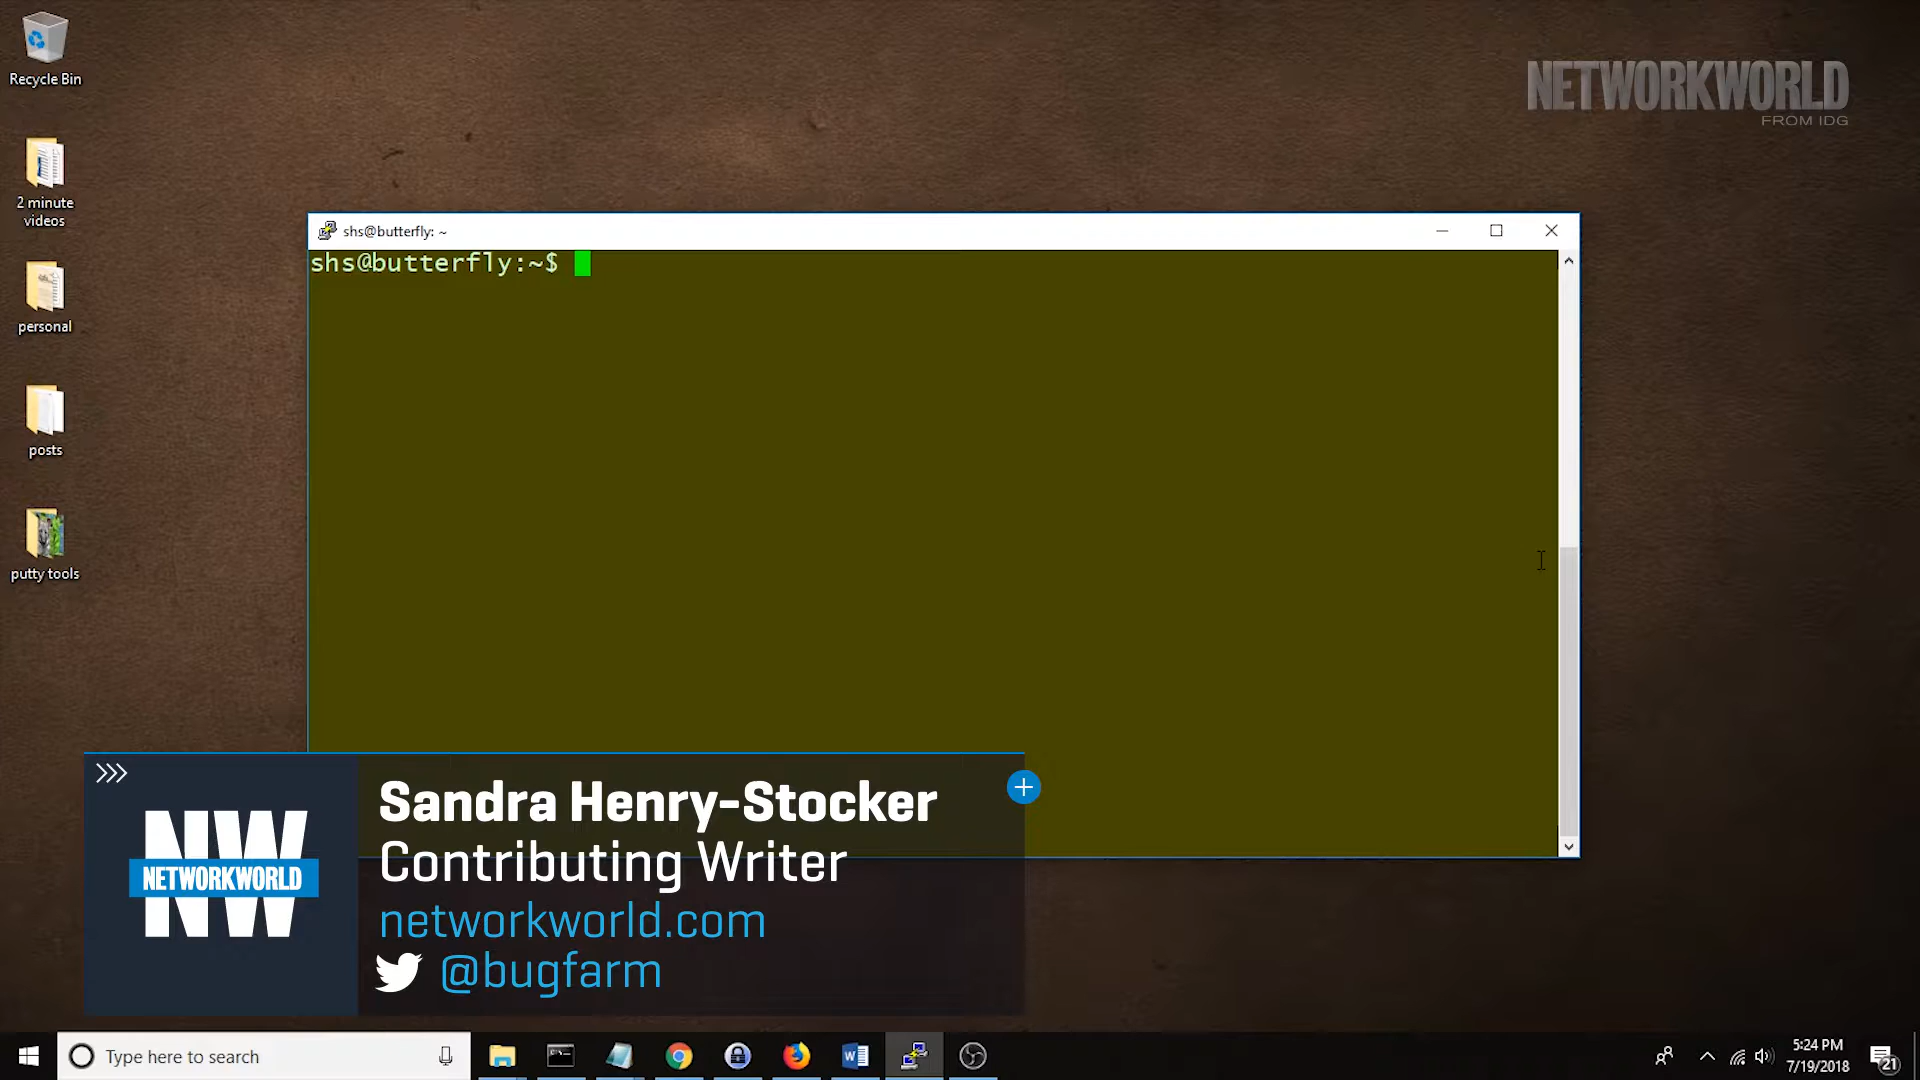 Recycle Bin
2 minute
videos
personal
posts
putty tools
NETWORKWORLD
FROM IDG
shs@butterfly: ~
shs@butterfly:~$
NW
NETWORKWORLD
Sandra Henry-Stocker
Contributing Writer
networkworld.com
@bugfarm
Type here to search
5:24 PM
7/19/2018
21